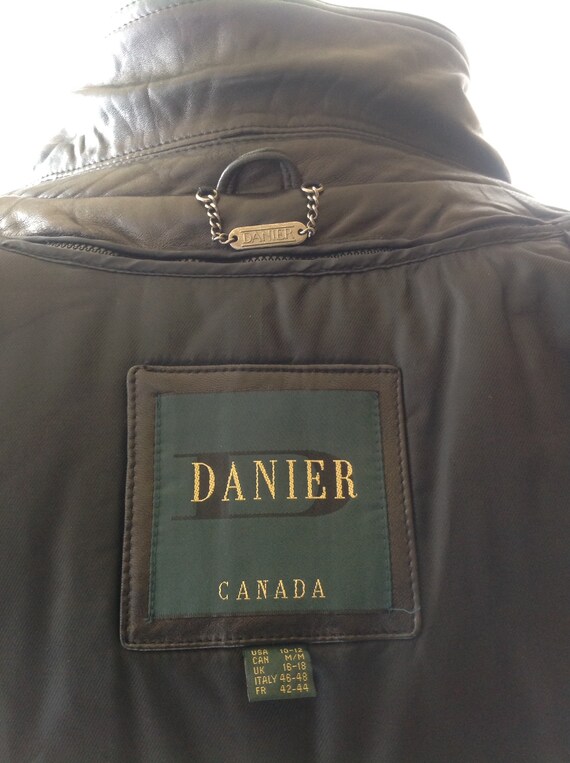 DANIER
DANIER
CANADA
USA 10-12
CAN M/M
UK 16-18
ITALY 46-48
FR 42-44